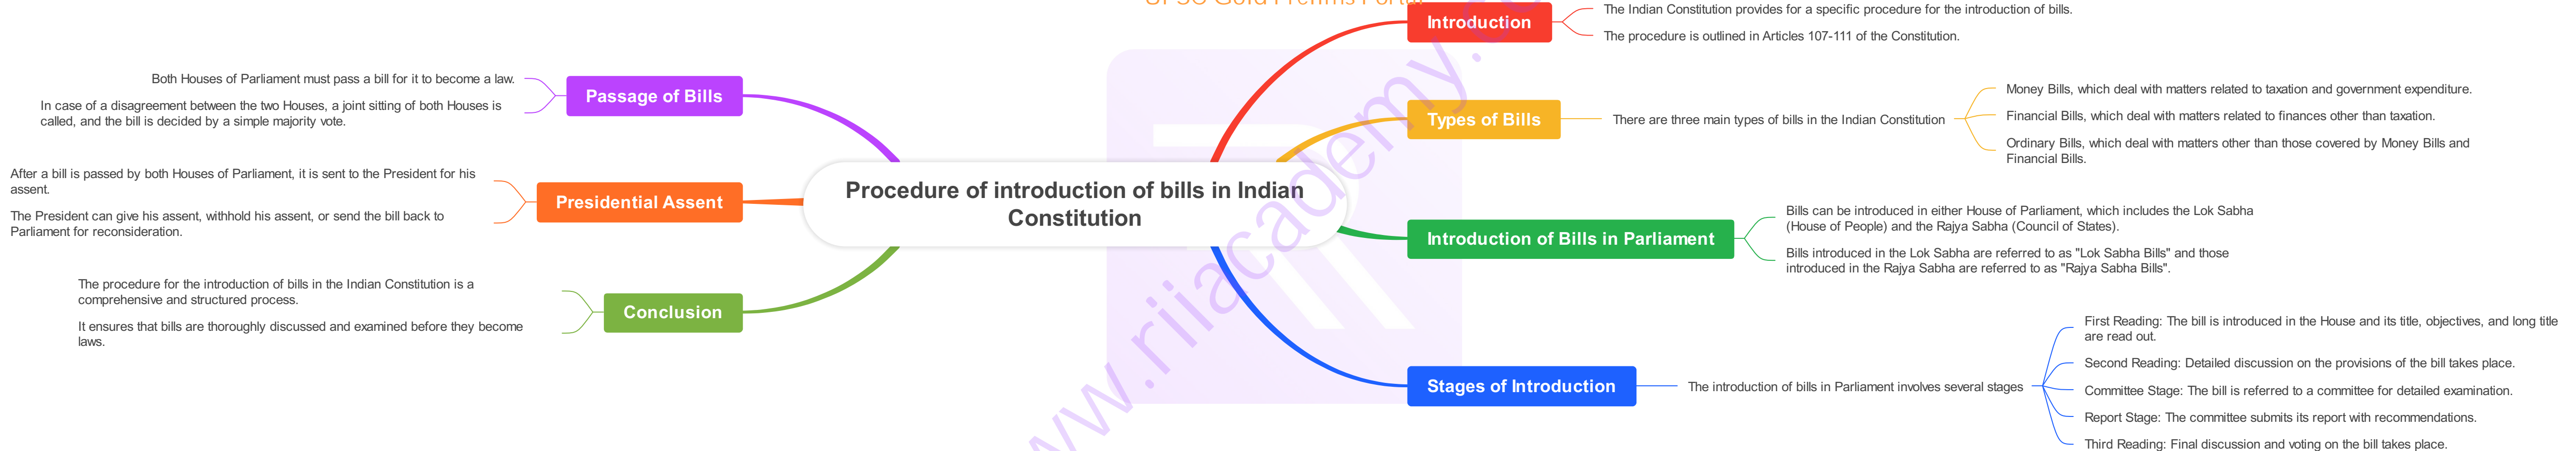 Procedure of introduction of bills in Indian
Constitution
Introduction
The Indian Constitution provides for a specific procedure for the introduction of bills.
The procedure is outlined in Articles 107-111 of the Constitution.
Types of Bills
There are three main types of bills in the Indian Constitution
Money Bills, which deal with matters related to taxation and government expenditure.
Financial Bills, which deal with matters related to finances other than taxation.
Ordinary Bills, which deal with matters other than those covered by Money Bills and
Financial Bills.
Introduction of Bills in Parliament
Bills can be introduced in either House of Parliament, which includes the Lok Sabha
(House of People) and the Rajya Sabha (Council of States).
Bills introduced in the Lok Sabha are referred to as "Lok Sabha Bills" and those
introduced in the Rajya Sabha are referred to as "Rajya Sabha Bills".
Stages of Introduction
The introduction of bills in Parliament involves several stages
First Reading: The bill is introduced in the House and its title, objectives, and long title
are read out.
Second Reading: Detailed discussion on the provisions of the bill takes place.
Committee Stage: The bill is referred to a committee for detailed examination.
Report Stage: The committee submits its report with recommendations.
Third Reading: Final discussion and voting on the bill takes place.
Passage of Bills
Both Houses of Parliament must pass a bill for it to become a law.
In case of a disagreement between the two Houses, a joint sitting of both Houses is
called, and the bill is decided by a simple majority vote.
Presidential Assent
After a bill is passed by both Houses of Parliament, it is sent to the President for his
assent.
The President can give his assent, withhold his assent, or send the bill back to
Parliament for reconsideration.
Conclusion
The procedure for the introduction of bills in the Indian Constitution is a
comprehensive and structured process.
It ensures that bills are thoroughly discussed and examined before they become
laws.